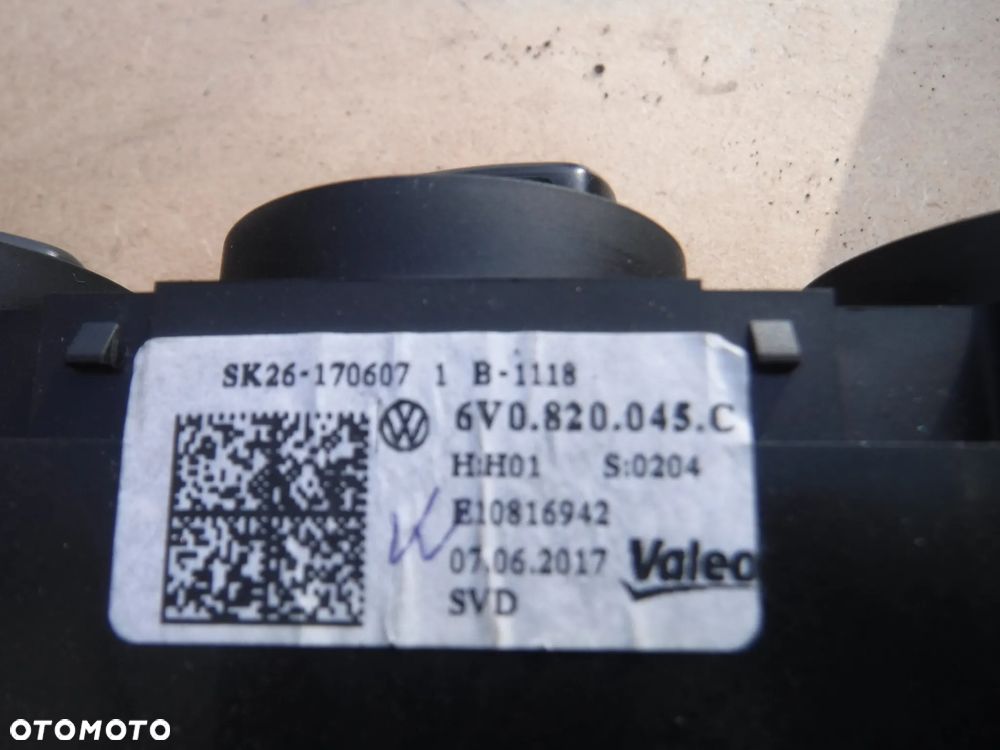 SK26-170607 1 B-1118
6V0.820.045.C
H:H01 S:0204
E10816942
07.06.2017
Valeo
SVD
OTOMOTO